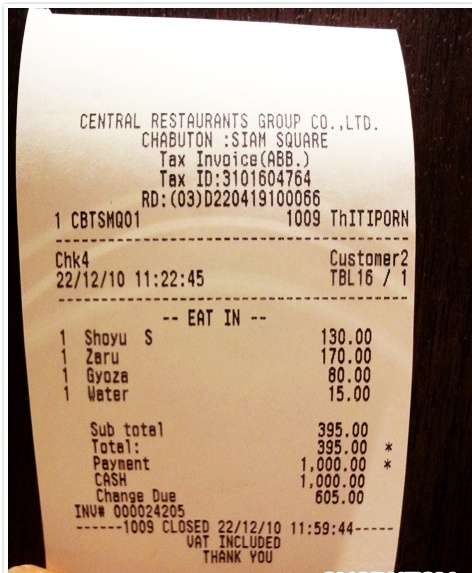 CENTRAL RESTAURANTS GROUP CO.,LTD.
CHABUTON :SIAM SQUARE
Tax Invoice(ABB.)
Tax ID:3101604764
RD:(03)D220419100066
1 CBTSMQ01 1009 ThITIPORN
Chk4 Customer2
22/12/10 11:22:45 TBL16 / 1
-- EAT IN --
1 Shoyu S 130.00
1 Zaru 170.00
1 Gyoza 80.00
1 Water 15.00
Sub total 395.00
Total: 395.00 *
Payment 1,000.00 *
CASH 1,000.00
Change Due 605.00
INV# 000024205
------1009 CLOSED 22/12/10 11:59:44-----
VAT INCLUDED
THANK YOU